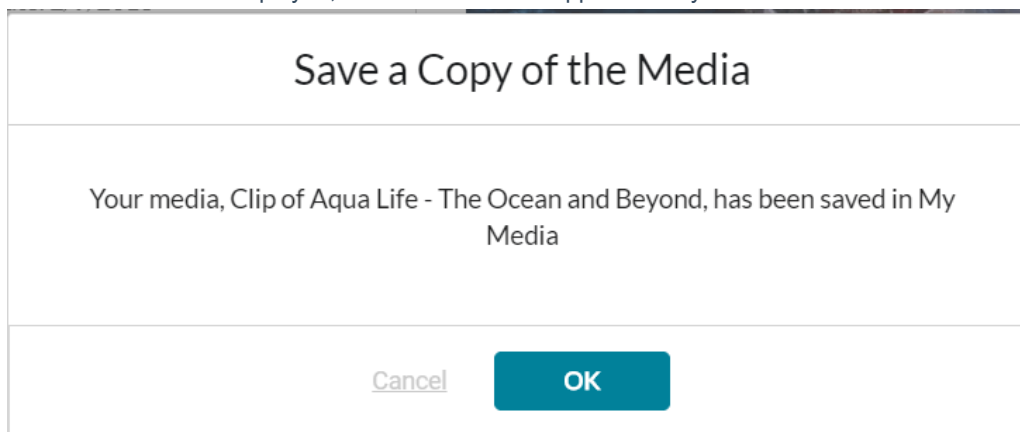 Save a Copy of the Media
Your media, Clip of Aqua Life - The Ocean and Beyond, has been saved in My
Media
Cancel
OK